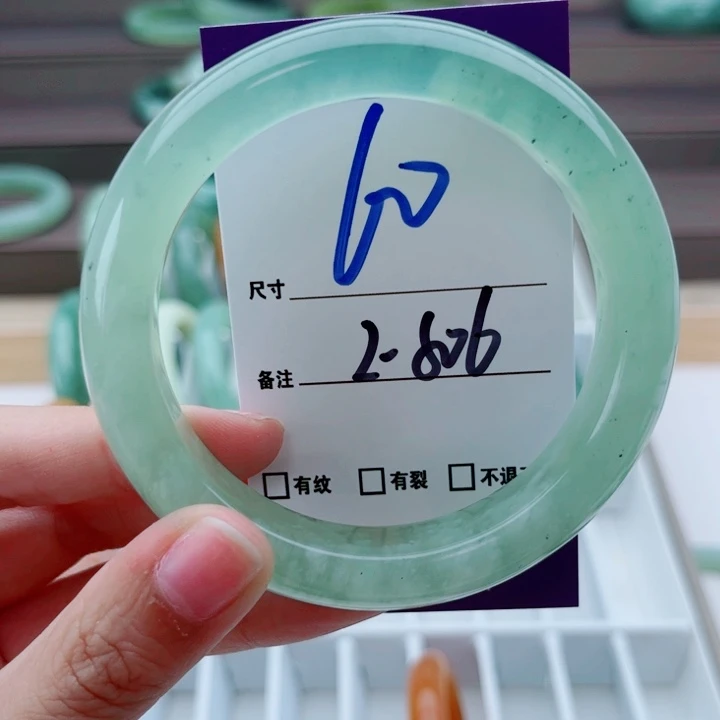 尺寸 60
备注 2-806
□有纹 □有裂 □不退